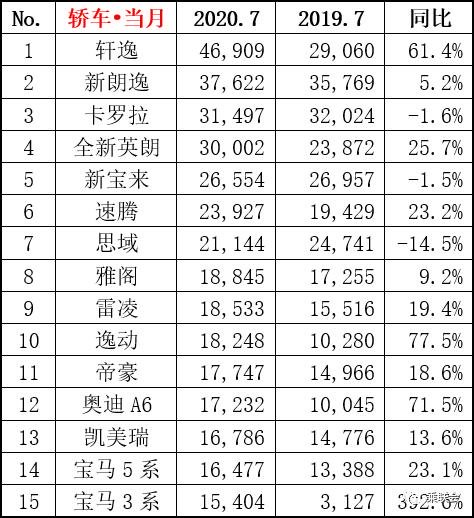 No. 轿车•当月 2020.7 2019.7 同比
1 轩逸 46,909 29,060 61.4%
2 新朗逸 37,622 35,769 5.2%
3 卡罗拉 31,497 32,024 -1.6%
4 全新英朗 30,002 23,872 25.7%
5 新宝来 26,554 26,957 -1.5%
6 速腾 23,927 19,429 23.2%
7 思域 21,144 24,741 -14.5%
8 雅阁 18,845 17,255 9.2%
9 雷凌 18,533 15,516 19.4%
10 逸动 18,248 10,280 77.5%
11 帝豪 17,747 14,966 18.6%
12 奥迪A6 17,232 10,045 71.5%
13 凯美瑞 16,786 14,776 13.6%
14 宝马5系 16,477 13,388 23.1%
15 宝马3系 15,404 3,127 392.6%